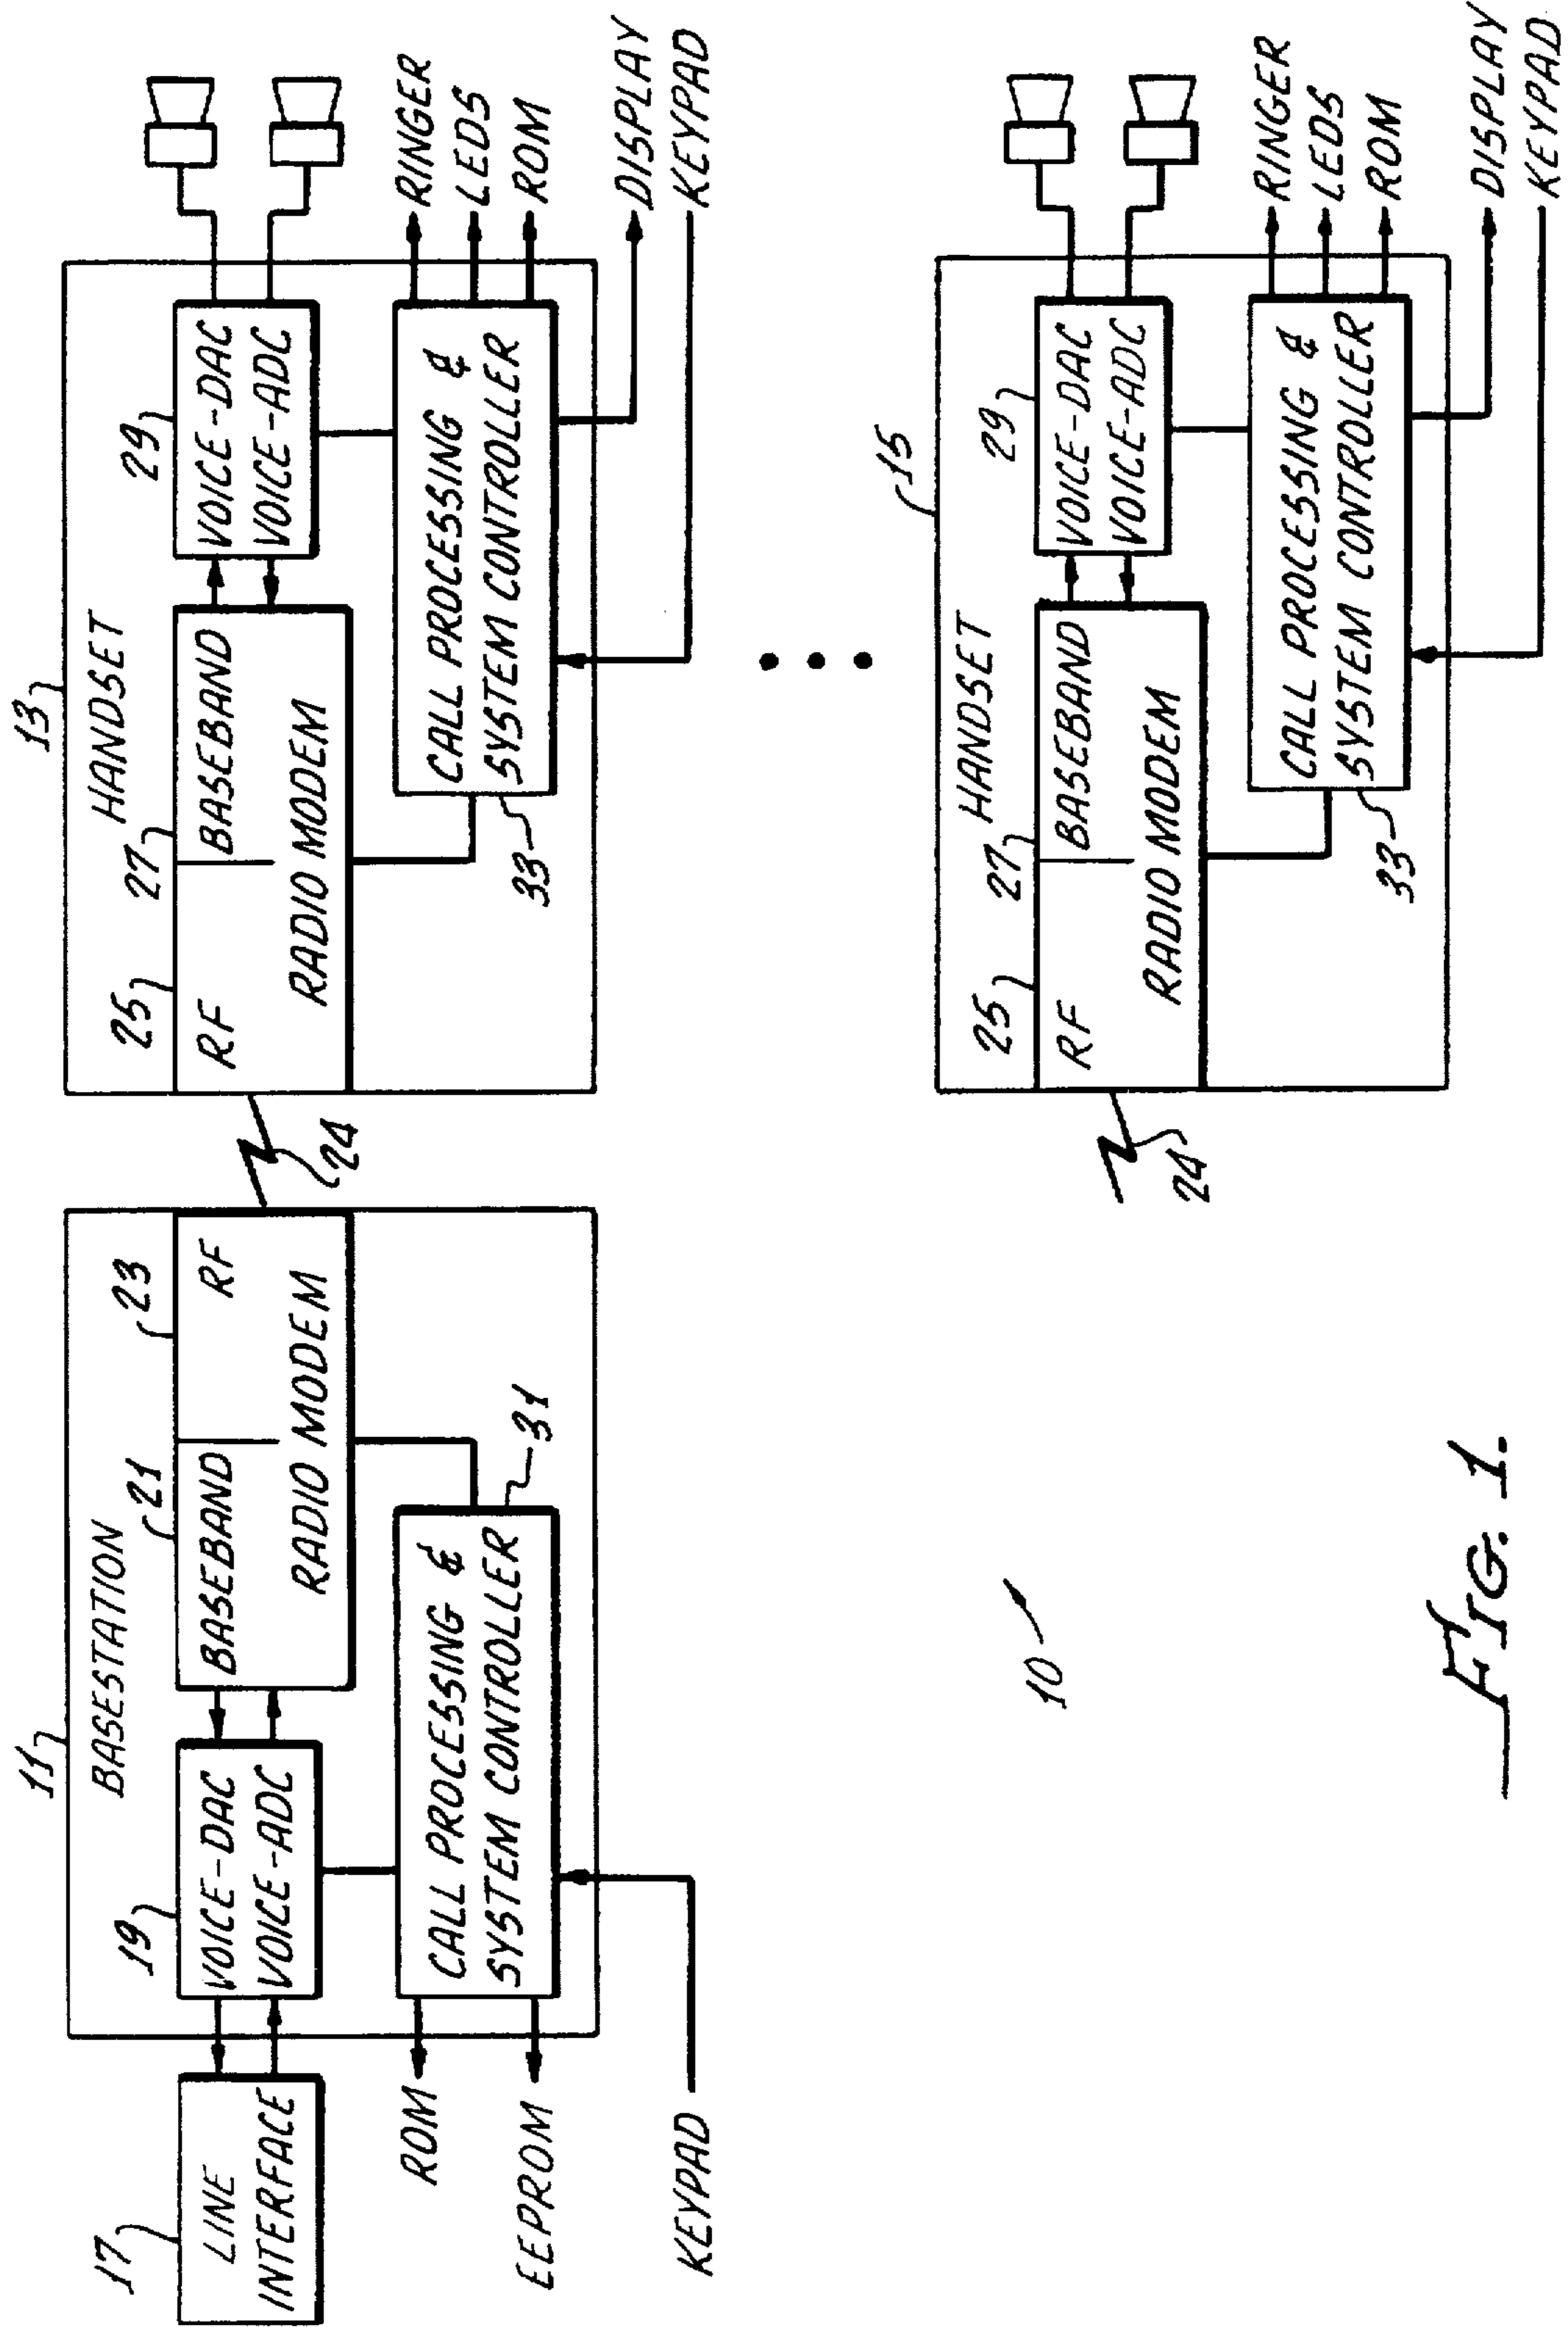 11
BASESTATION
17
LINE
INTERFACE
19
VOICE-DAC
VOICE-ADC
21
BASEBAND
23
RF
RADIO MODEM
CALL PROCESSING &
SYSTEM CONTROLLER
31
ROM
EEPROM
KEYPAD
24
13
HANDSET
25
RF
27
BASEBAND
RADIO MODEM
29
VOICE-DAC
VOICE-ADC
CALL PROCESSING &
SYSTEM CONTROLLER
33
RINGER
LEDS
ROM
DISPLAY
KEYPAD
15
HANDSET
24
25
RF
27
BASEBAND
RADIO MODEM
29
VOICE-DAC
VOICE-ADC
CALL PROCESSING &
SYSTEM CONTROLLER
33
RINGER
LEDS
ROM
DISPLAY
KEYPAD
10
FIG. 1.